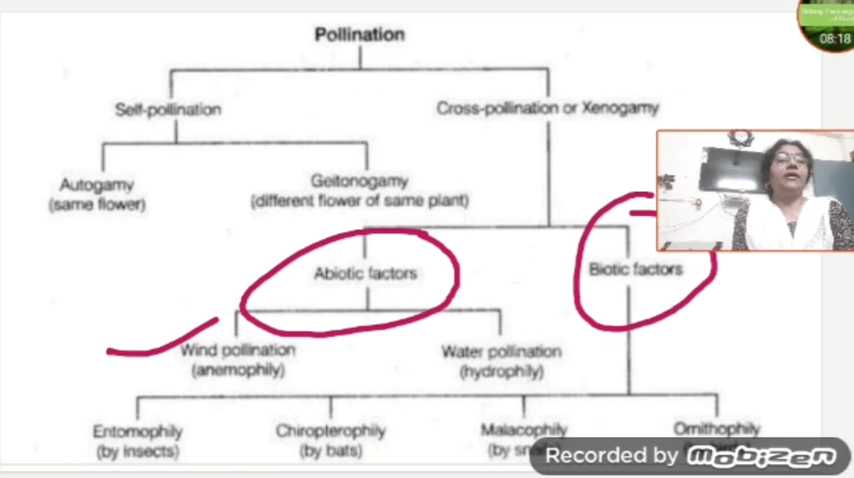 08:18
Pollination
Self-pollination
Cross-pollination or Xenogamy
Autogamy
(same flower)
Geitonogamy
(different flower of same plant)
Abiotic factors
Biotic factors
Wind pollination
(anemophily)
Water pollination
(hydrophily)
Entomophily
(by insects)
Chiropterophily
(by bats)
Malacophily
(by
Ornithophily
Recorded by mobizen